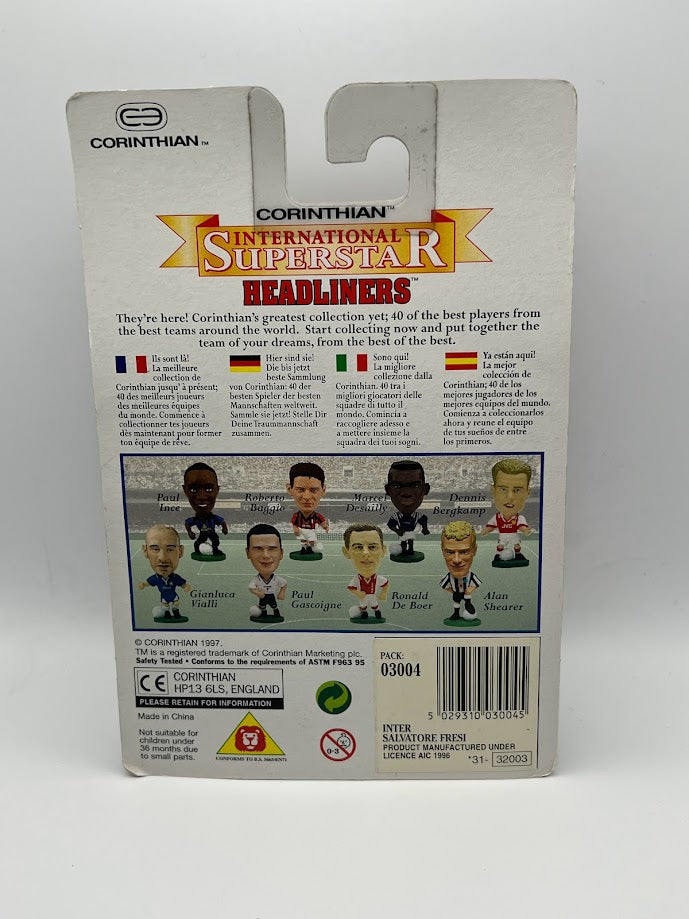 CORINTHIAN™
CORINTHIAN™
INTERNATIONAL
SUPERSTAR
HEADLINERS™
They're here! Corinthian's greatest collection yet; 40 of the best players from
the best teams around the world. Start collecting now and put together the
team of your dreams, from the best of the best.
Ils sont là!
La meilleure
collection de
Corinthian jusqu' à présent;
40 des meilleurs joueurs
des meilleures équipes
du monde. Commence à
collectionner tes joueurs
dès maintenant pour former
ton équipe de rêve.
Hier sind sie!
Die bis jetzt
beste Sammlung
von Corinthian: 40 der
besten Spieler der besten
Mannschaften weltweit.
Sammle sie jetzt! Stelle Dir
Deine Traummannschaft
zusammen.
Sono qui!
La migliore
collezione dalla
Corinthian. 40 tra i
migliori giocatori delle
squadre di tutto il
mondo. Comincia a
raccogliere adesso e
a mettere insieme la
squadra dei tuoi sogni.
Ya están aquí!
La mejor
colección de
Corinthian; 40 de los
mejores jugadores de los
mejores equipos del mundo.
Comienza a coleccionarlos
ahora y reune el equipo
de tus sueños de entre
los primeros.
Paul
Ince
Roberto
Baggio
Marcel
Desailly
Dennis
Bergkamp
JVC
Gianluca
Vialli
Paul
Gascoigne
Ronald
De Boer
Alan
Shearer
© CORINTHIAN 1997.
TM is a registered trademark of Corinthian Marketing plc.
Safety Tested • Conforms to the requirements of ASTM F963 95
CE CORINTHIAN
HP13 6LS, ENGLAND
PLEASE RETAIN FOR INFORMATION
Made in China
Not suitable for
children under
36 months due
to small parts.
CONFORMS TO B.S. 5665/EN71
0-3
PACK:
03004
5 029310 030045
INTER
SALVATORE FRESI
PRODUCT MANUFACTURED UNDER
LICENCE AIC 1996
*31- 32003